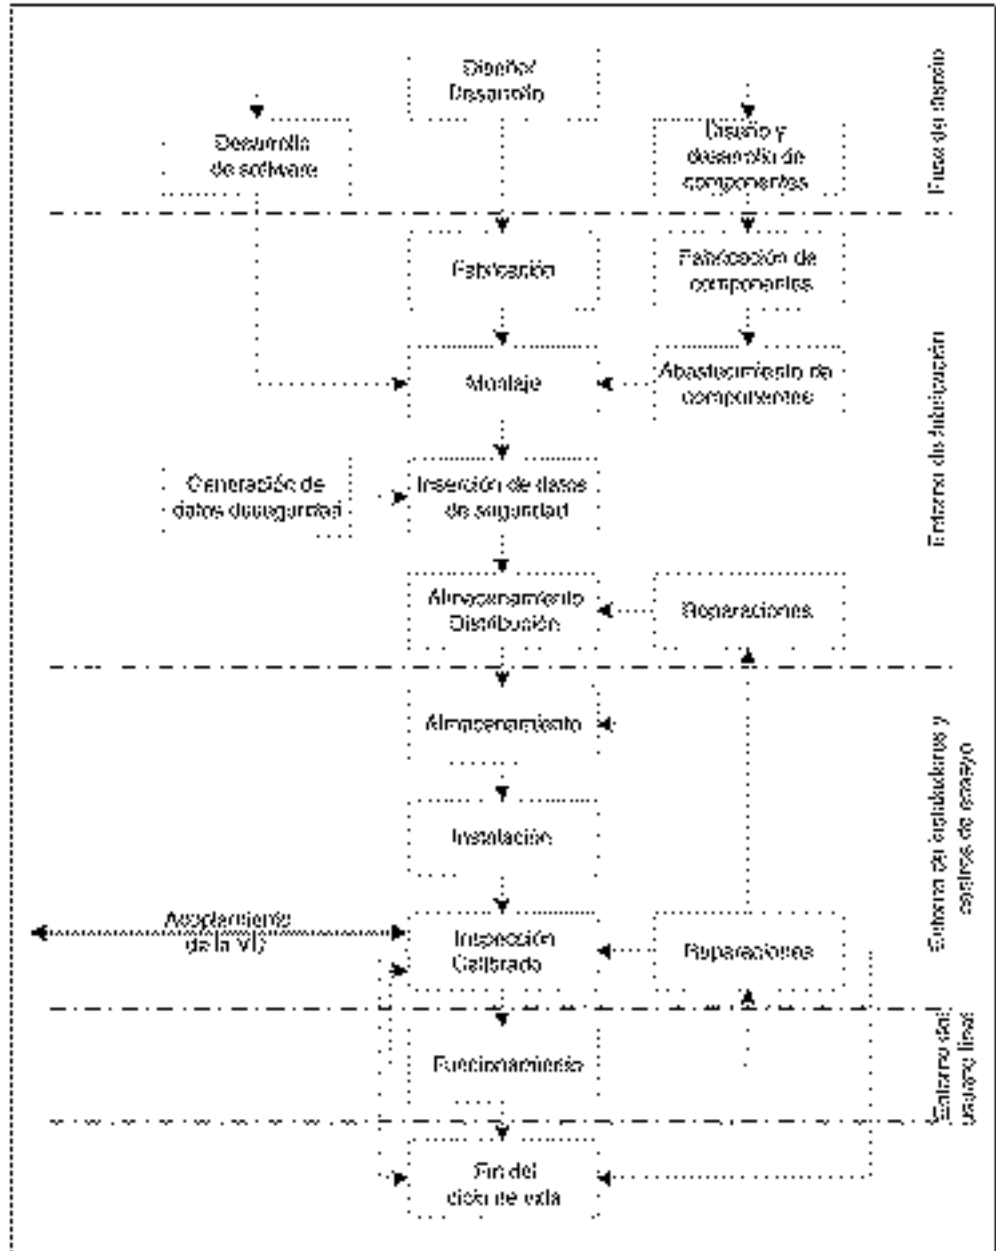 Diseño/
Desarrollo
Desarrollo
de software
Diseño y
desarrollo de
componentes
Fase de diseño
Fabricación
Fabricación de
componentes
Montaje
Abastecimiento de
componentes
Entorno de fabricación
Generación de
datos de seguridad
Inserción de datos
de seguridad
Almacenamiento
Distribución
Reparaciones
Almacenamiento
Instalación
Entorno de instaladores y
centros de ensayo
Acoplamiento
de la VU
Inspección
Calibrado
Reparaciones
Funcionamiento
Entorno del
usuario final
Fin del
ciclo de vida